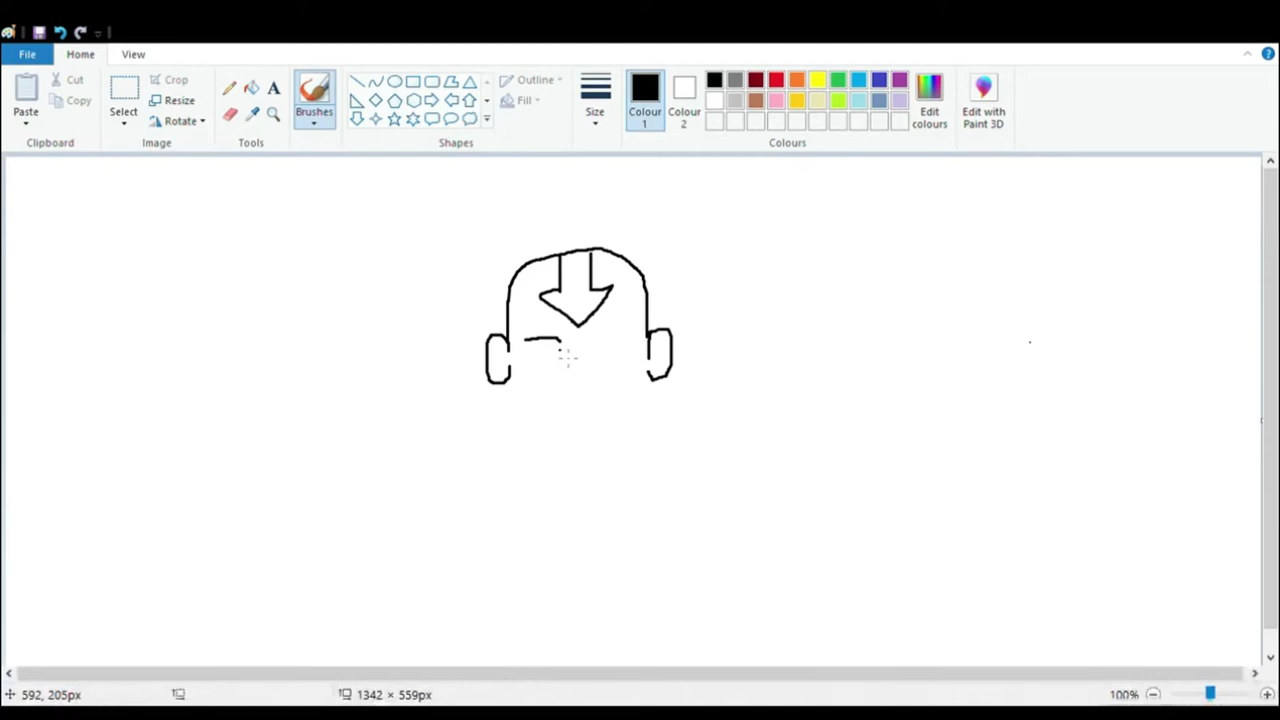 File Home View
Paste Cut Copy Select Crop Resize Rotate A Brushes Outline Fill Size Colour 1 Colour 2 Edit colours Edit with Paint 3D
Clipboard Image Tools Shapes Colours
592, 205px 1342 × 559px 100%